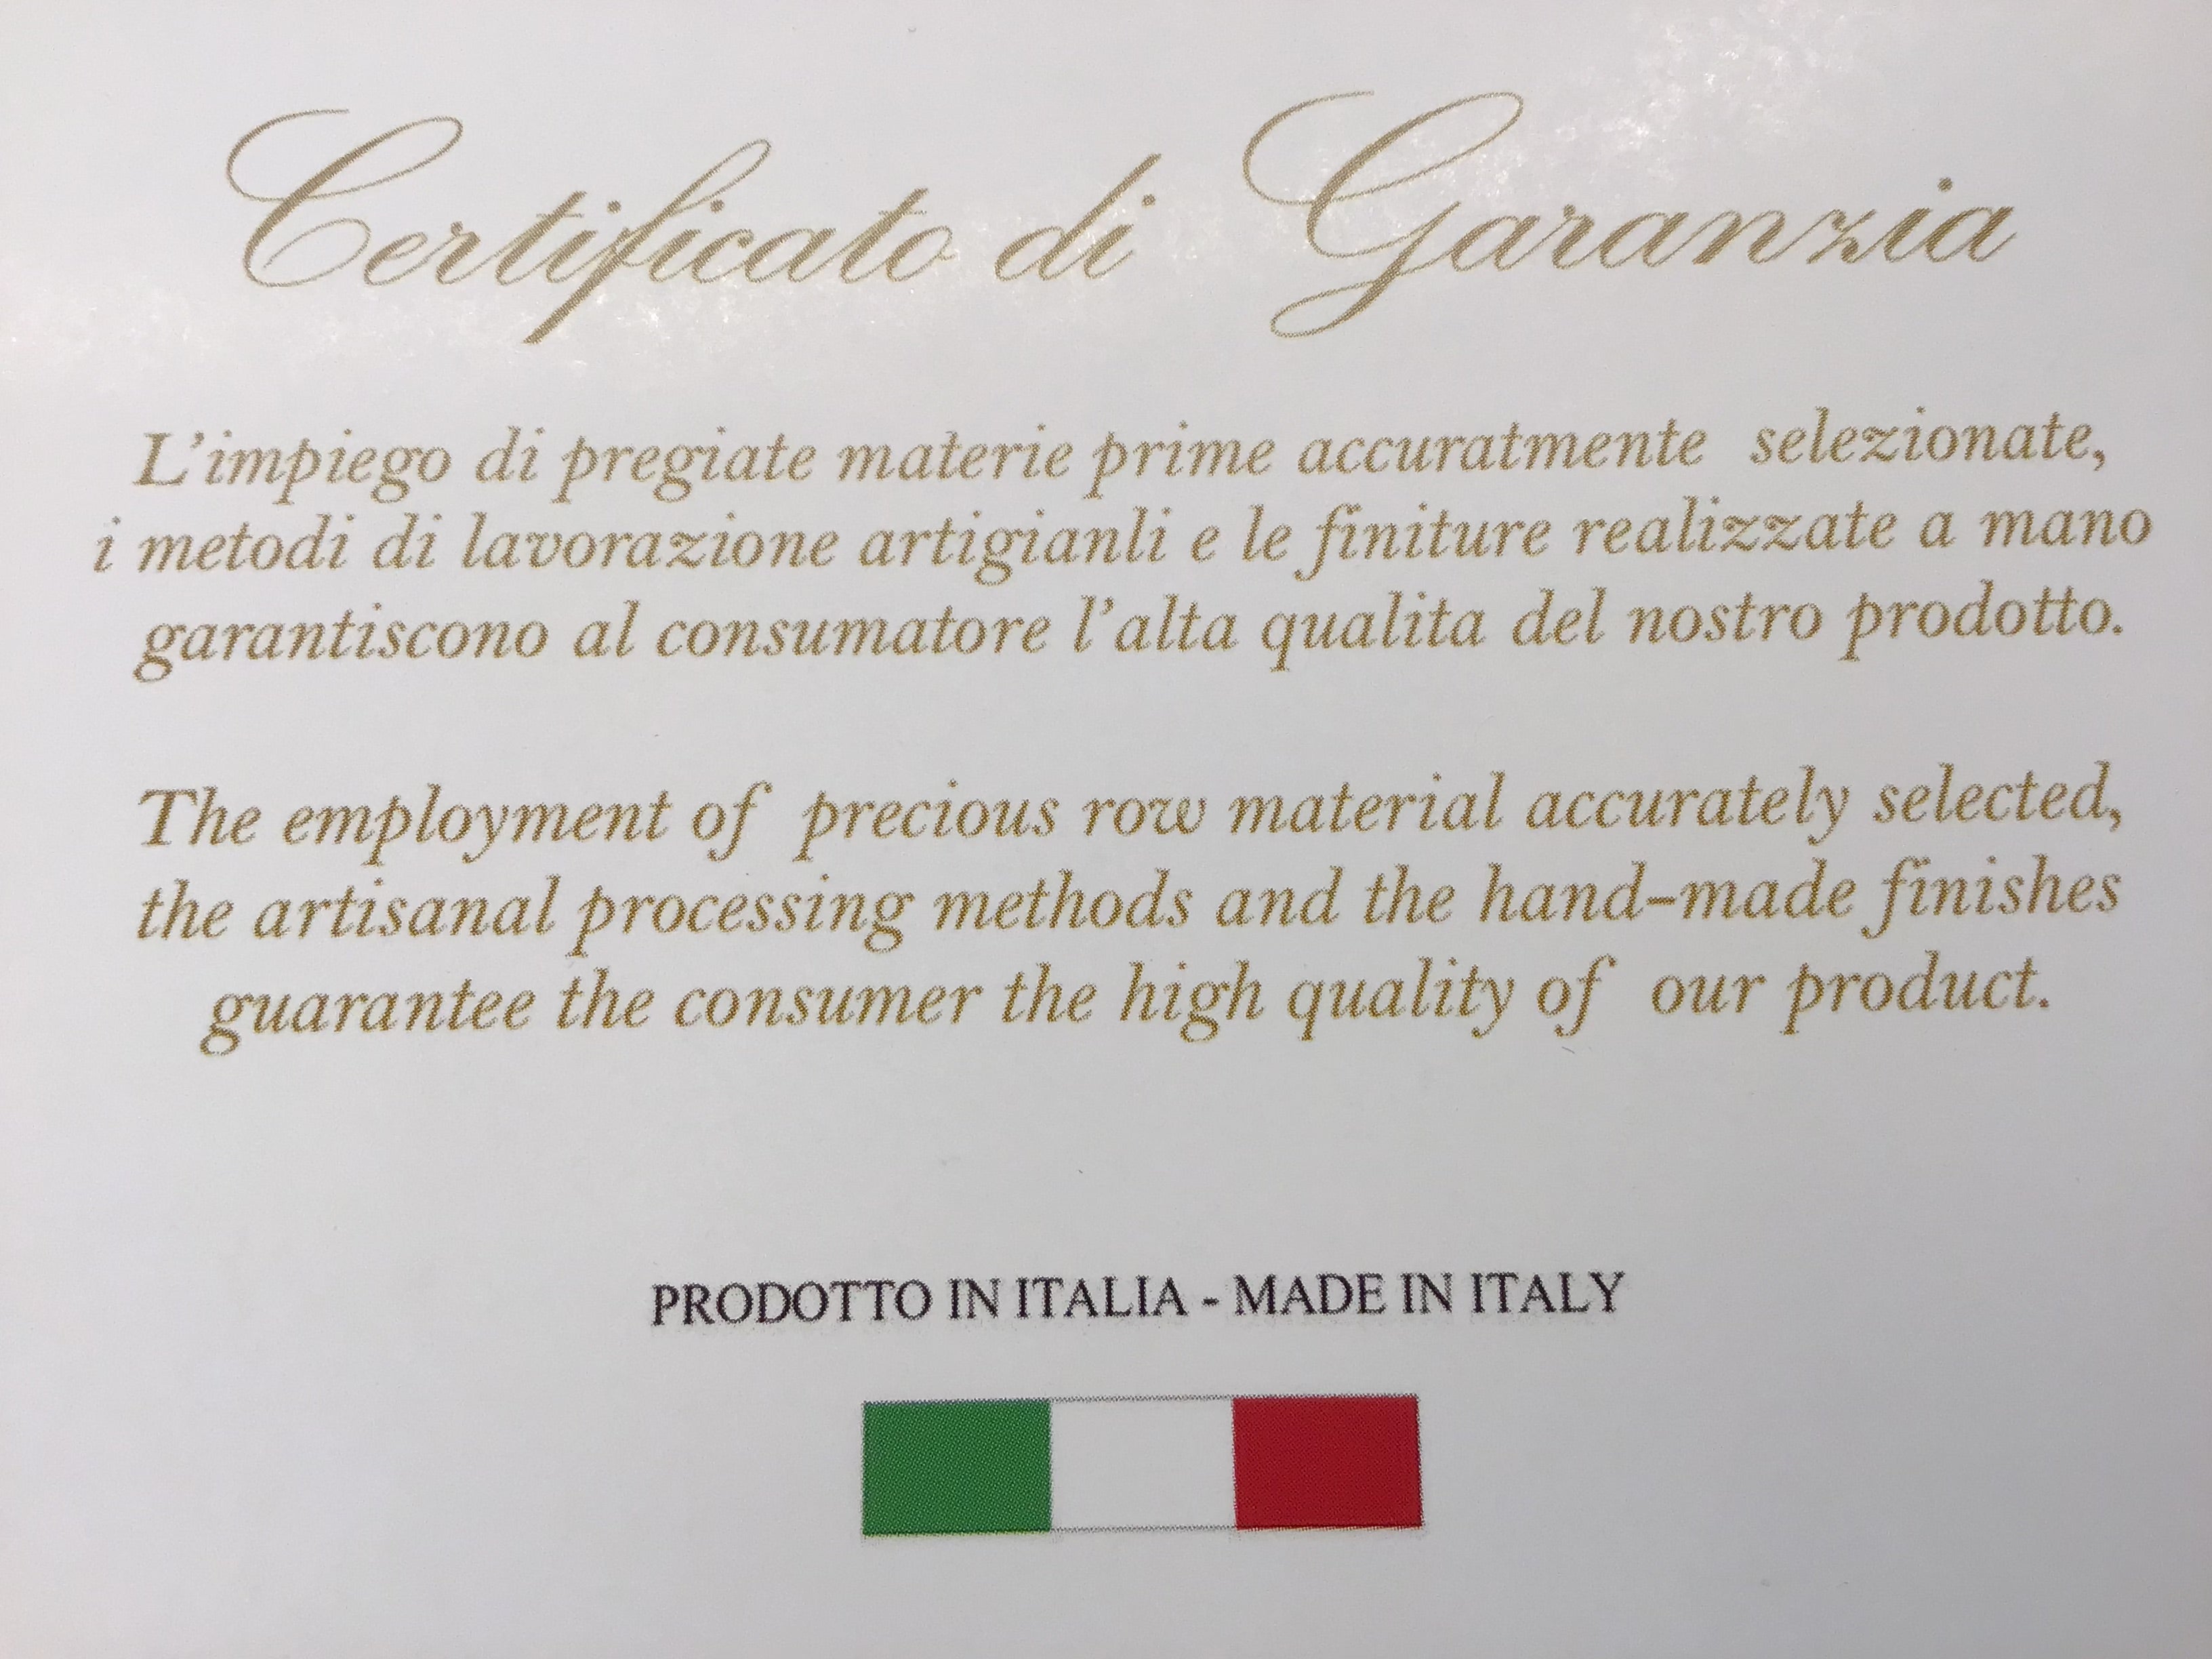 Certificato di Garanzia
L'impiego di pregiate materie prime accuratmente selezionate,
i metodi di lavorazione artigianli e le finiture realizzate a mano
garantiscono al consumatore l'alta qualita del nostro prodotto.
The employment of precious row material accurately selected,
the artisanal processing methods and the hand-made finishes
guarantee the consumer the high quality of our product.
PRODOTTO IN ITALIA - MADE IN ITALY